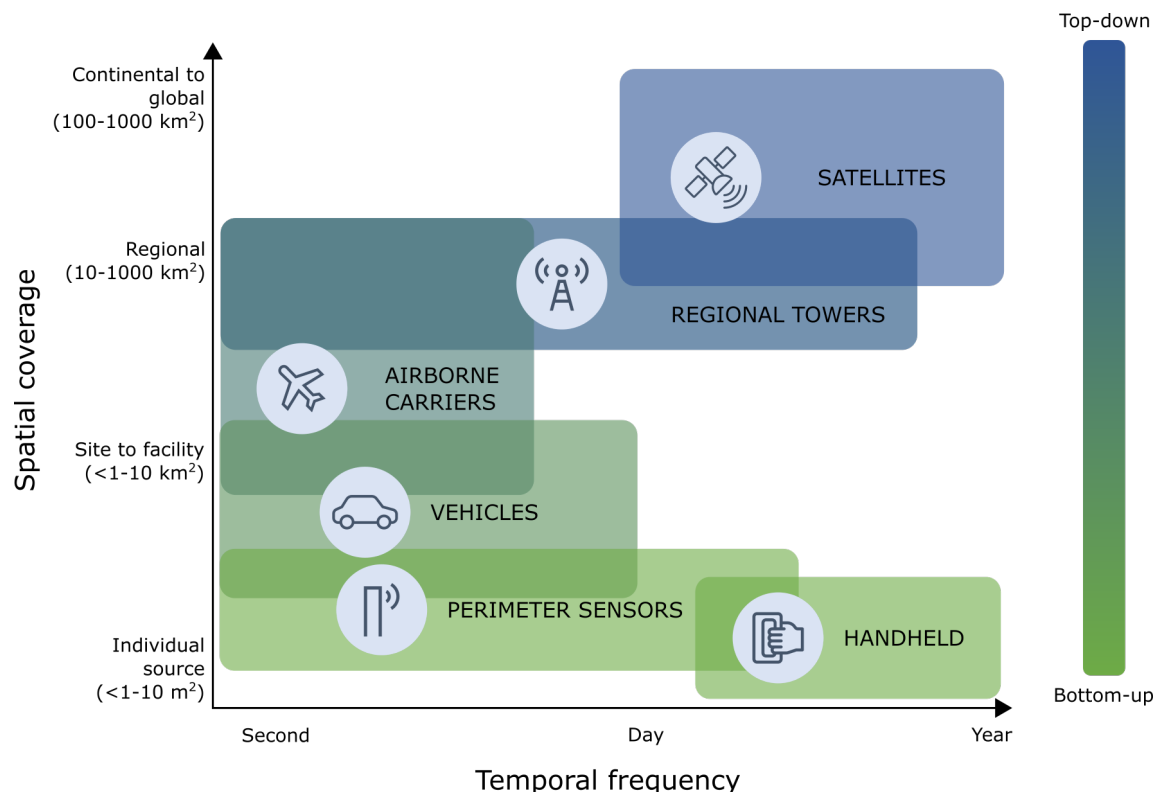 Top-down
Continental to
global
(100-1000 km²)
SATELLITES
Regional
(10-1000 km²)
REGIONAL TOWERS
Spatial coverage
AIRBORNE
CARRIERS
Site to facility
(<1-10 km²)
VEHICLES
PERIMETER SENSORS
HANDHELD
Individual
source
(<1-10 m²)
Bottom-up
Second
Day
Year
Temporal frequency